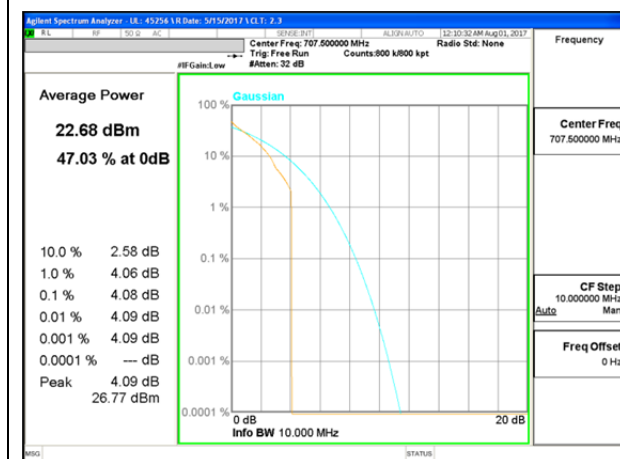 Agilent Spectrum Analyzer - UL: 45256 \ R Date: 5/15/2017 \ CLT: 2.3
RL RF 50 Ω AC SENSE:INT ALIGN AUTO 12:10:32 AM Aug 01, 2017
Center Freq: 707.500000 MHz Radio Std: None
Trig: Free Run Counts:800 k/800 kpt
#IFGain:Low #Atten: 32 dB
Frequency
Average Power
22.68 dBm
47.03 % at 0dB
10.0 % 2.58 dB
1.0 % 4.06 dB
0.1 % 4.08 dB
0.01 % 4.09 dB
0.001 % 4.09 dB
0.0001 % --- dB
Peak 4.09 dB
26.77 dBm
Gaussian
100 %
10 %
1 %
0.1 %
0.01 %
0.001 %
0.0001 %
0 dB 20 dB
Info BW 10.000 MHz
Center Freq
707.500000 MHz
CF Step
10.000000 MHz
Auto Man
Freq Offset
0 Hz
MSG STATUS